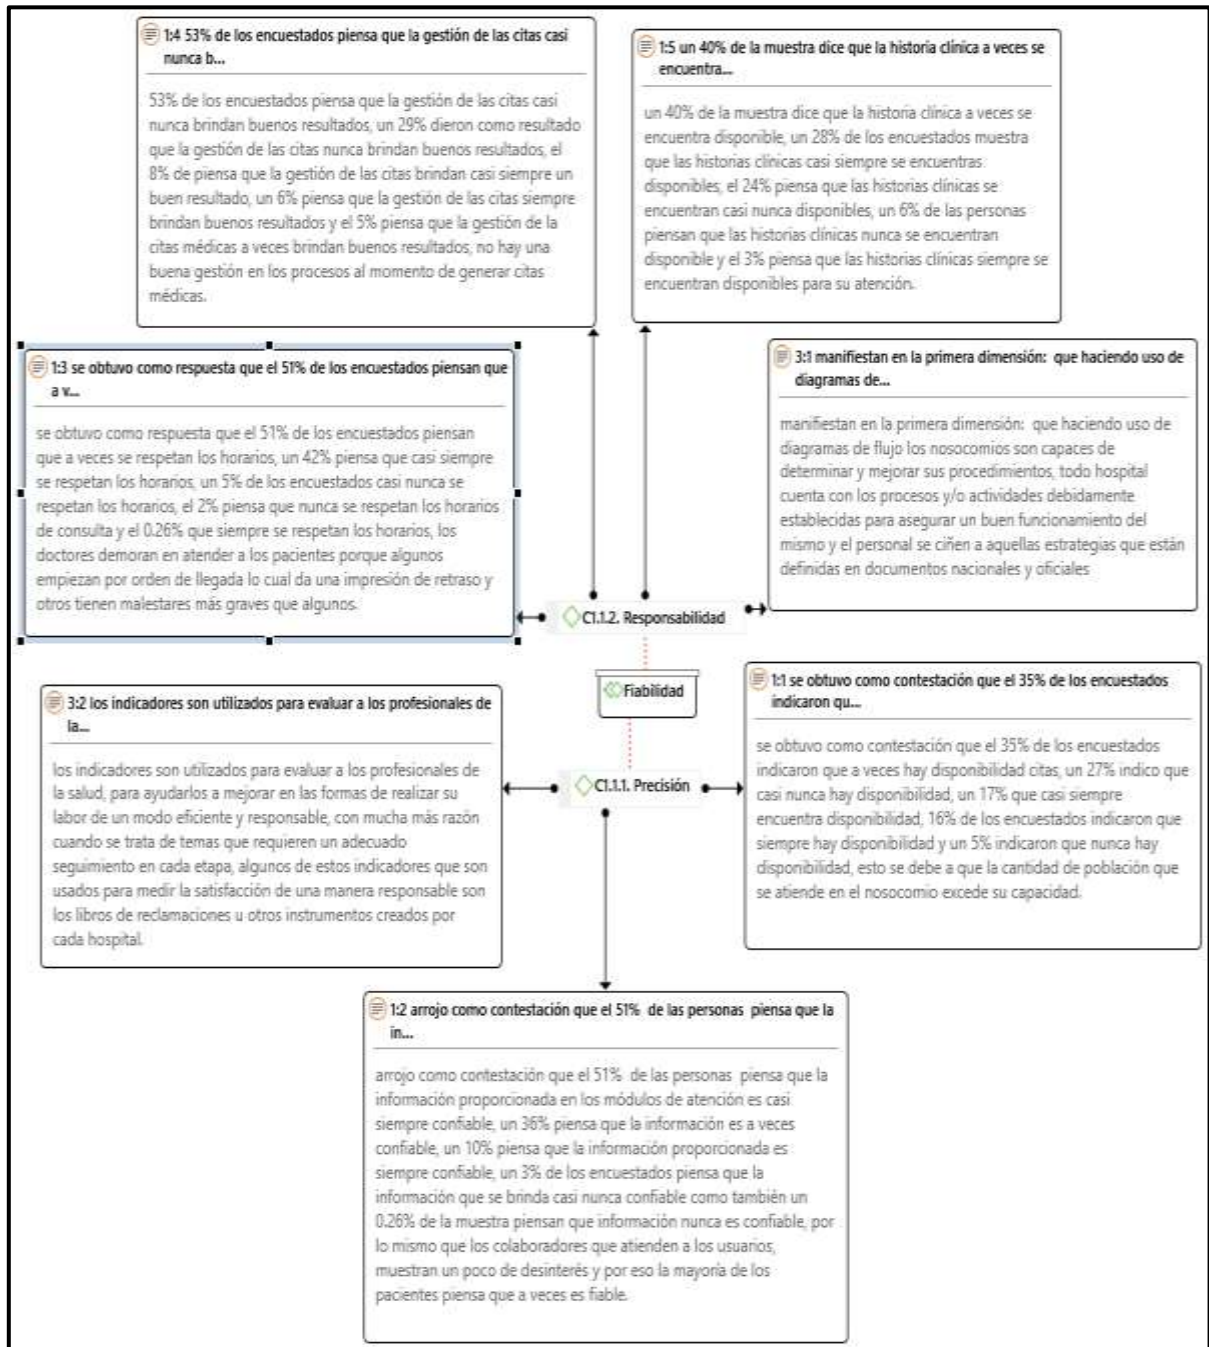 1:4 53% de los encuestados piensa que la gestión de las citas casi
nunca b...
53% de los encuestados piensa que la gestión de las citas casi
nunca brindan buenos resultados, un 29% dieron como resultado
que la gestión de las citas nunca brindan buenos resultados, el
8% de piensa que la gestión de las citas brindan casi siempre un
buen resultado, un 6% piensa que la gestión de las citas siempre
brindan buenos resultados y el 5% piensa que la gestión de la
citas médicas a veces brindan buenos resultados, no hay una
buena gestión en los procesos al momento de generar citas
médicas.
1:5 un 40% de la muestra dice que la historia clínica a veces se
encuentra...
un 40% de la muestra dice que la historia clínica a veces se
encuentra disponible, un 28% de los encuestados muestra
que las historias clínicas casi siempre se encuentras
disponibles, el 24% piensa que las historias clínicas se
encuentran casi nunca disponibles, un 6% de las personas
piensan que las historias clínicas nunca se encuentran
disponible y el 3% piensa que las historias clínicas siempre se
encuentran disponibles para su atención.
1:3 se obtuvo como respuesta que el 51% de los encuestados piensan que
a v...
se obtuvo como respuesta que el 51% de los encuestados piensan
que a veces se respetan los horarios, un 42% piensa que casi siempre
se respetan los horarios, un 5% de los encuestados casi nunca se
respetan los horarios, el 2% piensa que nunca se respetan los horarios
de consulta y el 0.26% que siempre se respetan los horarios, los
doctores demoran en atender a los pacientes porque algunos
empiezan por orden de llegada lo cual da una impresión de retraso y
otros tienen malestares más graves que algunos.
3:1 manifiestan en la primera dimensión:  que haciendo uso de
diagramas de...
manifiestan en la primera dimensión:  que haciendo uso de
diagramas de flujo los nosocomios son capaces de
determinar y mejorar sus procedimientos, todo hospital
cuenta con los procesos y/o actividades debidamente
establecidas para asegurar un buen funcionamiento del
mismo y el personal se ciñen a aquellas estrategias que están
definidas en documentos nacionales y oficiales
C1.1.2. Responsabilidad
Fiabilidad
C1.1.1. Precisión
3:2 los indicadores son utilizados para evaluar a los profesionales de
la...
los indicadores son utilizados para evaluar a los profesionales de
la salud, para ayudarlos a mejorar en las formas de realizar su
labor de un modo eficiente y responsable, con mucha más razón
cuando se trata de temas que requieren un adecuado
seguimiento en cada etapa, algunos de estos indicadores que son
usados para medir la satisfacción de una manera responsable son
los libros de reclamaciones u otros instrumentos creados por
cada hospital.
1:1 se obtuvo como contestación que el 35% de los encuestados
indicaron qu...
se obtuvo como contestación que el 35% de los encuestados
indicaron que a veces hay disponibilidad citas, un 27% indico que
casi nunca hay disponibilidad, un 17% que casi siempre
encuentra disponibilidad, 16% de los encuestados indicaron que
siempre hay disponibilidad y un 5% indicaron que nunca hay
disponibilidad, esto se debe a que la cantidad de población que
se atiende en el nosocomio excede su capacidad.
1:2 arrojo como contestación que el 51%  de las personas  piensa que la
in...
arrojo como contestación que el 51%  de las personas  piensa que la
información proporcionada en los módulos de atención es casi
siempre confiable, un 36% piensa que la información es a veces
confiable, un 10% piensa que la información proporcionada es
siempre confiable, un 3% de los encuestados piensa que la
información que se brinda casi nunca confiable como también un
0.26% de la muestra piensan que información nunca es confiable, por
lo mismo que los colaboradores que atienden a los usuarios,
muestran un poco de desinterés y por eso la mayoría de los
pacientes piensa que a veces es fiable.